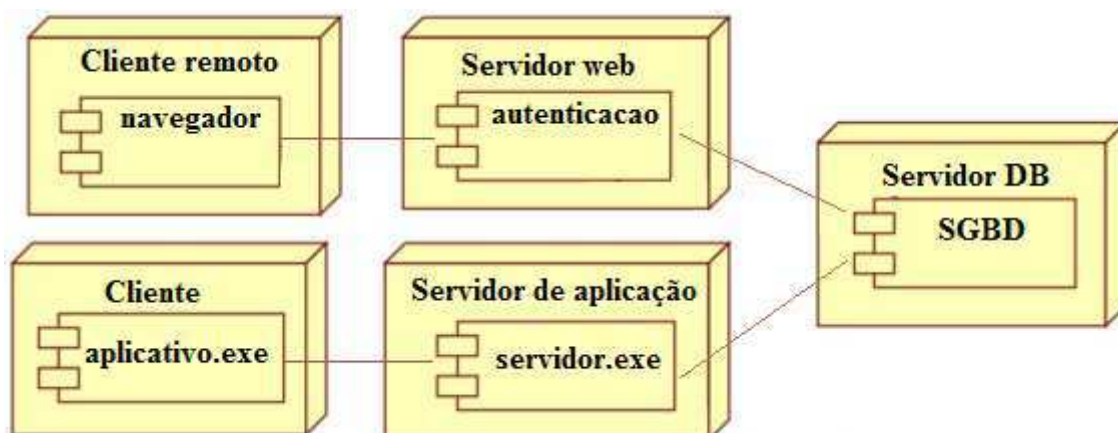 Cliente remoto
navegador
Servidor web
autenticacao
Servidor DB
SGBD
Cliente
aplicativo.exe
Servidor de aplicação
servidor.exe